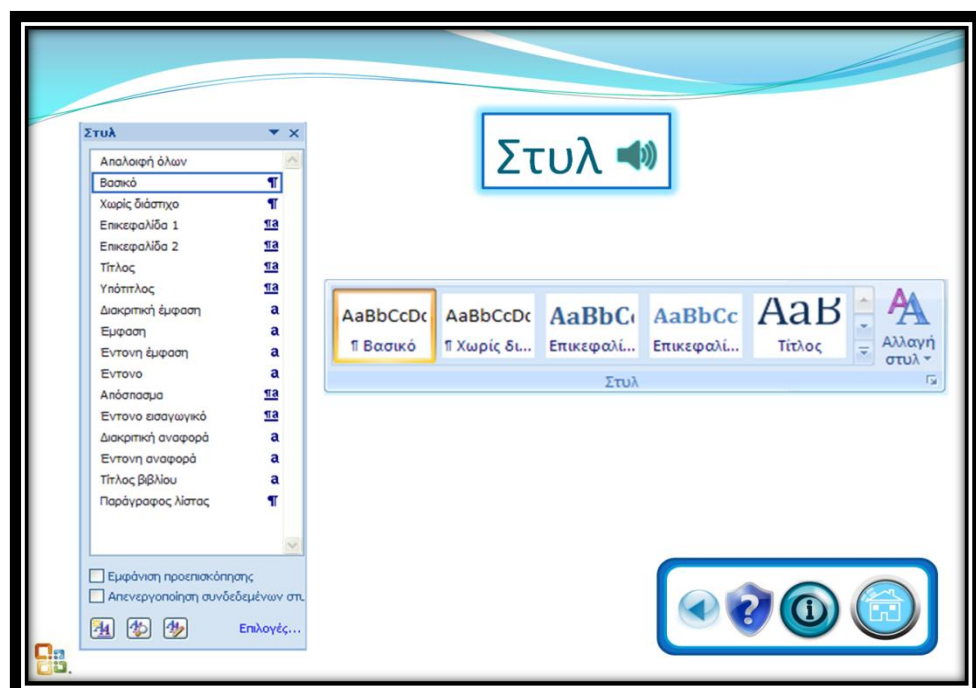 Στυλ
Στυλ
Απαλοιφή όλων
Βασικό ¶
Χωρίς διάστιχο ¶
Επικεφαλίδα 1 ¶a
Επικεφαλίδα 2 ¶a
Τίτλος ¶a
Υπότιτλος ¶a
Διακριτική έμφαση a
Έμφαση a
Έντονη έμφαση a
Έντονο a
Απόσπασμα ¶a
Έντονο εισαγωγικό ¶a
Διακριτική αναφορά a
Έντονη αναφορά a
Τίτλος βιβλίου a
Παράγραφος λίστας ¶
Εμφάνιση προεπισκόπησης
Απενεργοποίηση συνδεδεμένων στυ
Επιλογές...
AaBbCcDc AaBbCcDc AaBbC AaBbCc AaB
¶ Βασικό ¶ Χωρίς δι... Επικεφαλί... Επικεφαλί... Τίτλος Αλλαγή
στυλ
Στυλ